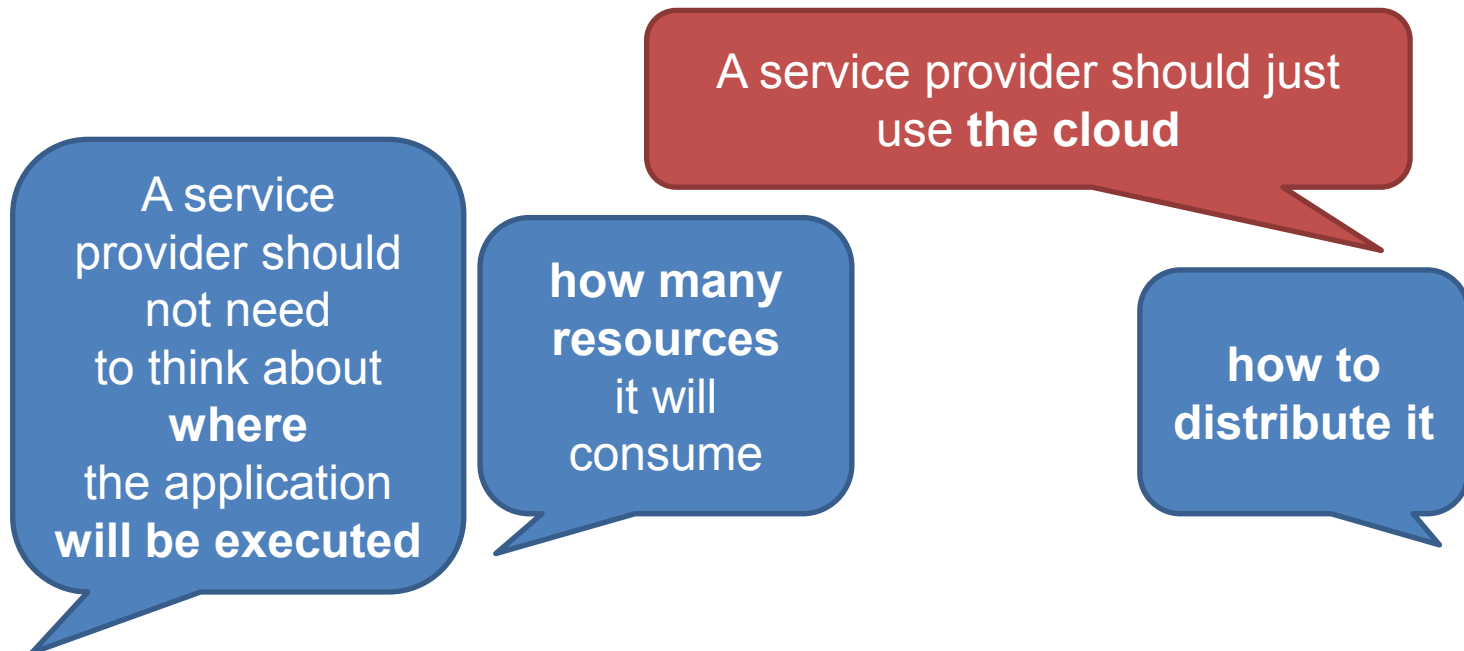 A service provider should just
use the cloud
A service
provider should
not need
to think about
where
the application
will be executed
how many
resources
it will
consume
how to
distribute it